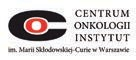 CENTRUM
ONKOLOGII
INSTYTUT
im. Marii Skłodowskiej-Curie w Warszawie